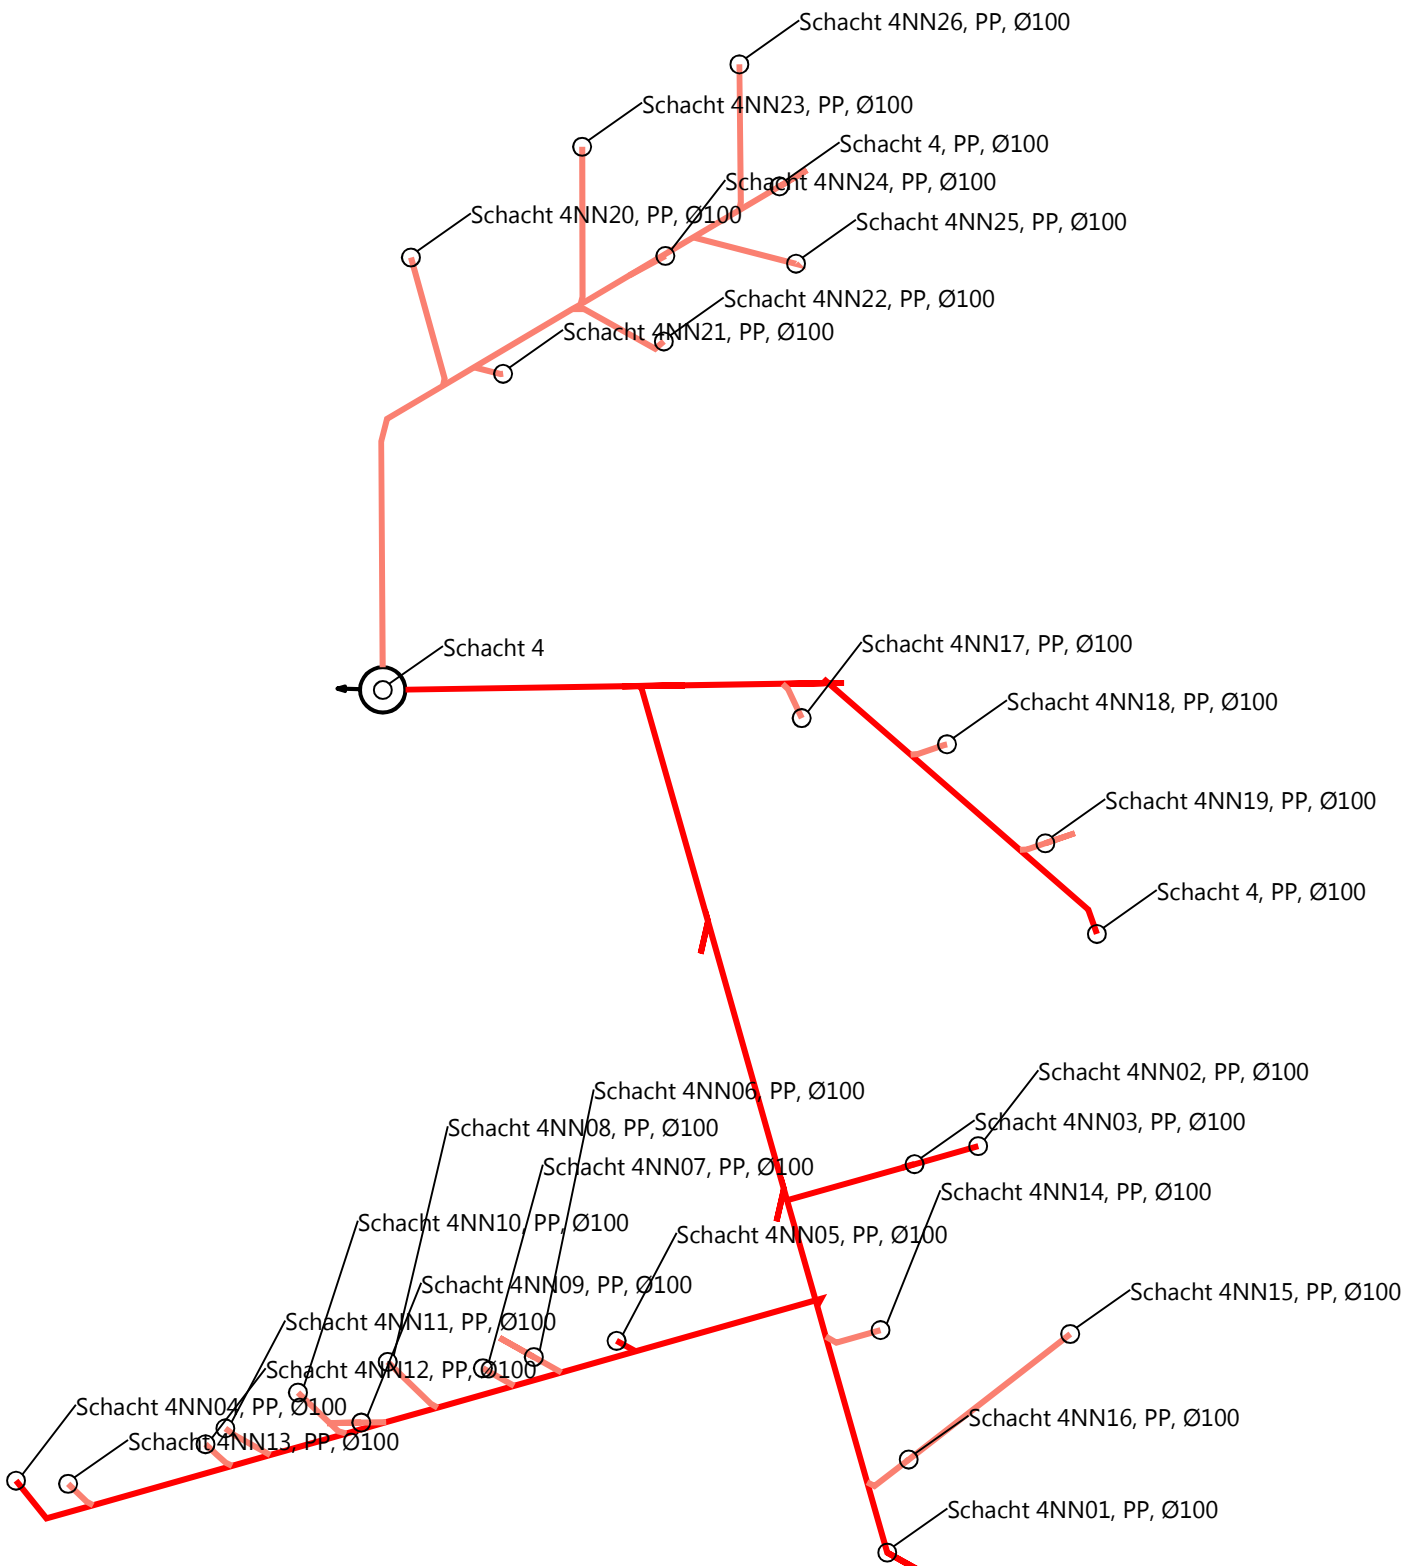 Schacht 4NN26, PP, Ø100
Schacht 4NN23, PP, Ø100
Schacht 4, PP, Ø100
Schacht 4NN24, PP, Ø100
Schacht 4NN20, PP, Ø100
Schacht 4NN25, PP, Ø100
Schacht 4NN22, PP, Ø100
Schacht 4NN21, PP, Ø100
Schacht 4
Schacht 4NN17, PP, Ø100
Schacht 4NN18, PP, Ø100
Schacht 4NN19, PP, Ø100
Schacht 4, PP, Ø100
Schacht 4NN02, PP, Ø100
Schacht 4NN06, PP, Ø100
Schacht 4NN03, PP, Ø100
Schacht 4NN08, PP, Ø100
Schacht 4NN07, PP, Ø100
Schacht 4NN14, PP, Ø100
Schacht 4NN10, PP, Ø100
Schacht 4NN05, PP, Ø100
Schacht 4NN09, PP, Ø100
Schacht 4NN15, PP, Ø100
Schacht 4NN11, PP, Ø100
Schacht 4NN12, PP, Ø100
Schacht 4NN04, PP, Ø100
Schacht 4NN16, PP, Ø100
Schacht 4NN13, PP, Ø100
Schacht 4NN01, PP, Ø100